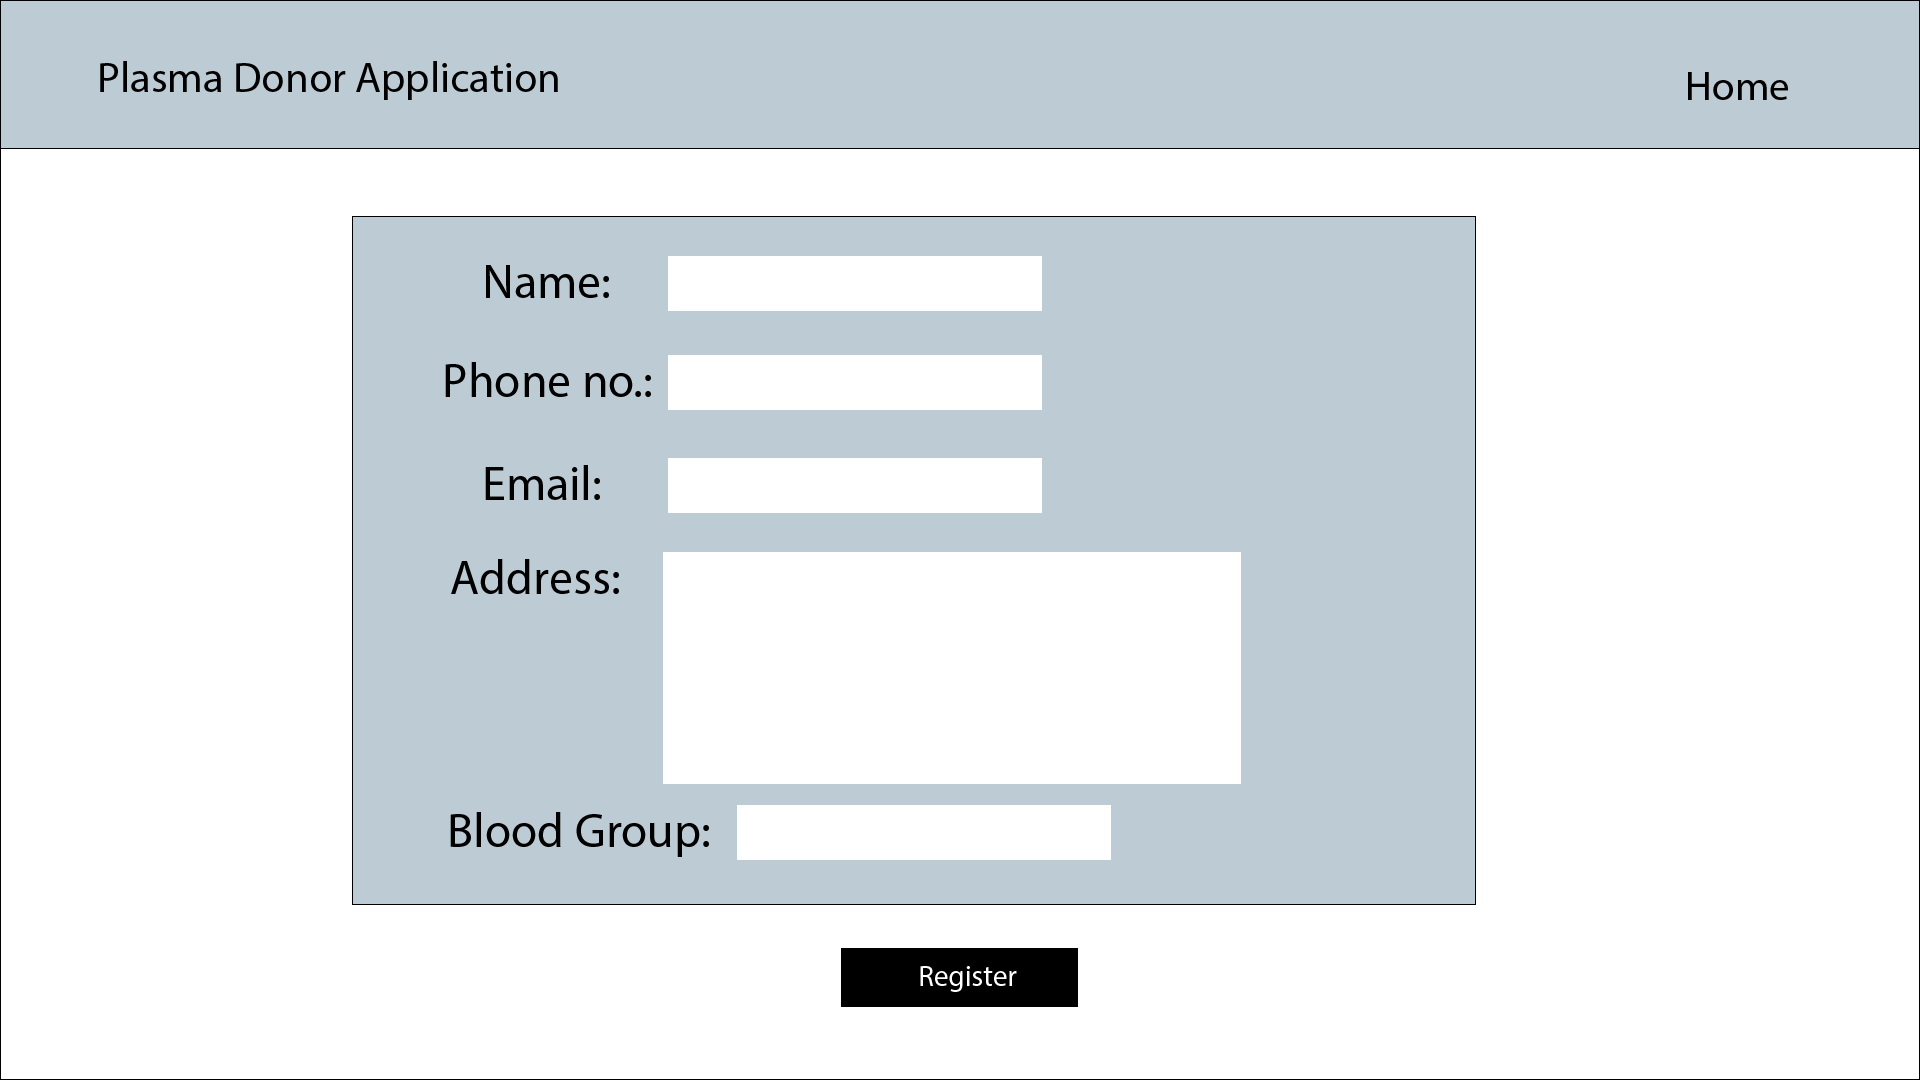 Plasma Donor Application
Home
Name:
Phone no.:
Email:
Address:
Blood Group:
Register